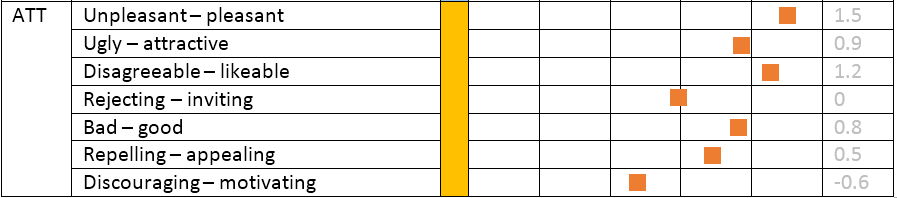 ATT Unpleasant – pleasant 1.5
Ugly – attractive 0.9
Disagreeable – likeable 1.2
Rejecting – inviting 0
Bad – good 0.8
Repelling – appealing 0.5
Discouraging – motivating -0.6